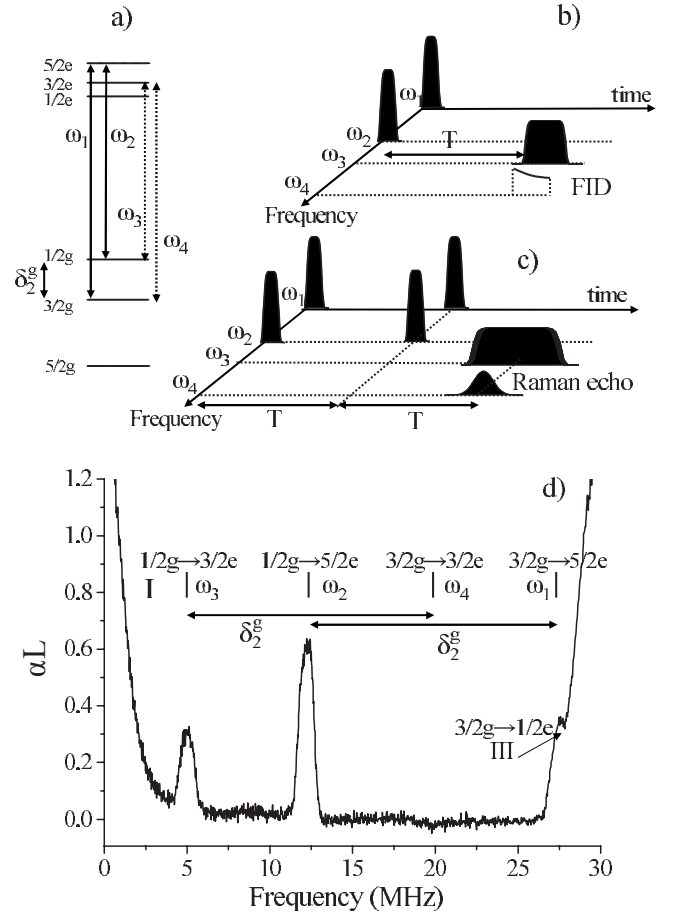 a)
5/2e
3/2e
1/2e
ω1 ω2
ω3 ω4
1/2g
δ2^g
3/2g
5/2g
b)
ω1
time
ω2
T
ω3
ω4
FID
Frequency
c)
ω1
time
ω2
ω3
ω4
Raman echo
Frequency
T T
d)
1/2g→3/2e 1/2g→5/2e 3/2g→3/2e 3/2g→5/2e
I ω3 ω2 ω4 ω1
δ2^g δ2^g
3/2g→1/2e
III
αL
1.2
1.0
0.8
0.6
0.4
0.2
0.0
0 5 10 15 20 25 30
Frequency (MHz)